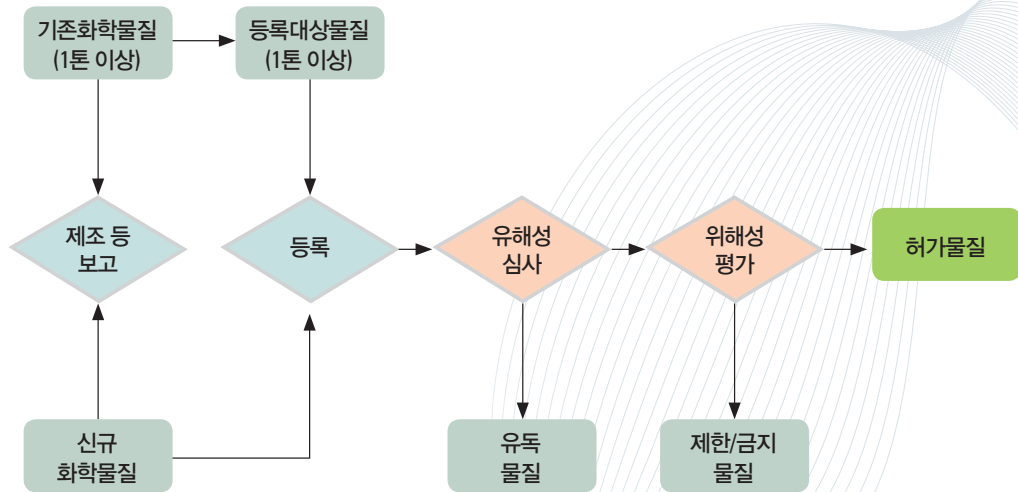 기존화학물질
(1톤 이상)
등록대상물질
(1톤 이상)
제조 등
보고
등록
유해성
심사
위해성
평가
허가물질
신규
화학물질
유독
물질
제한/금지
물질